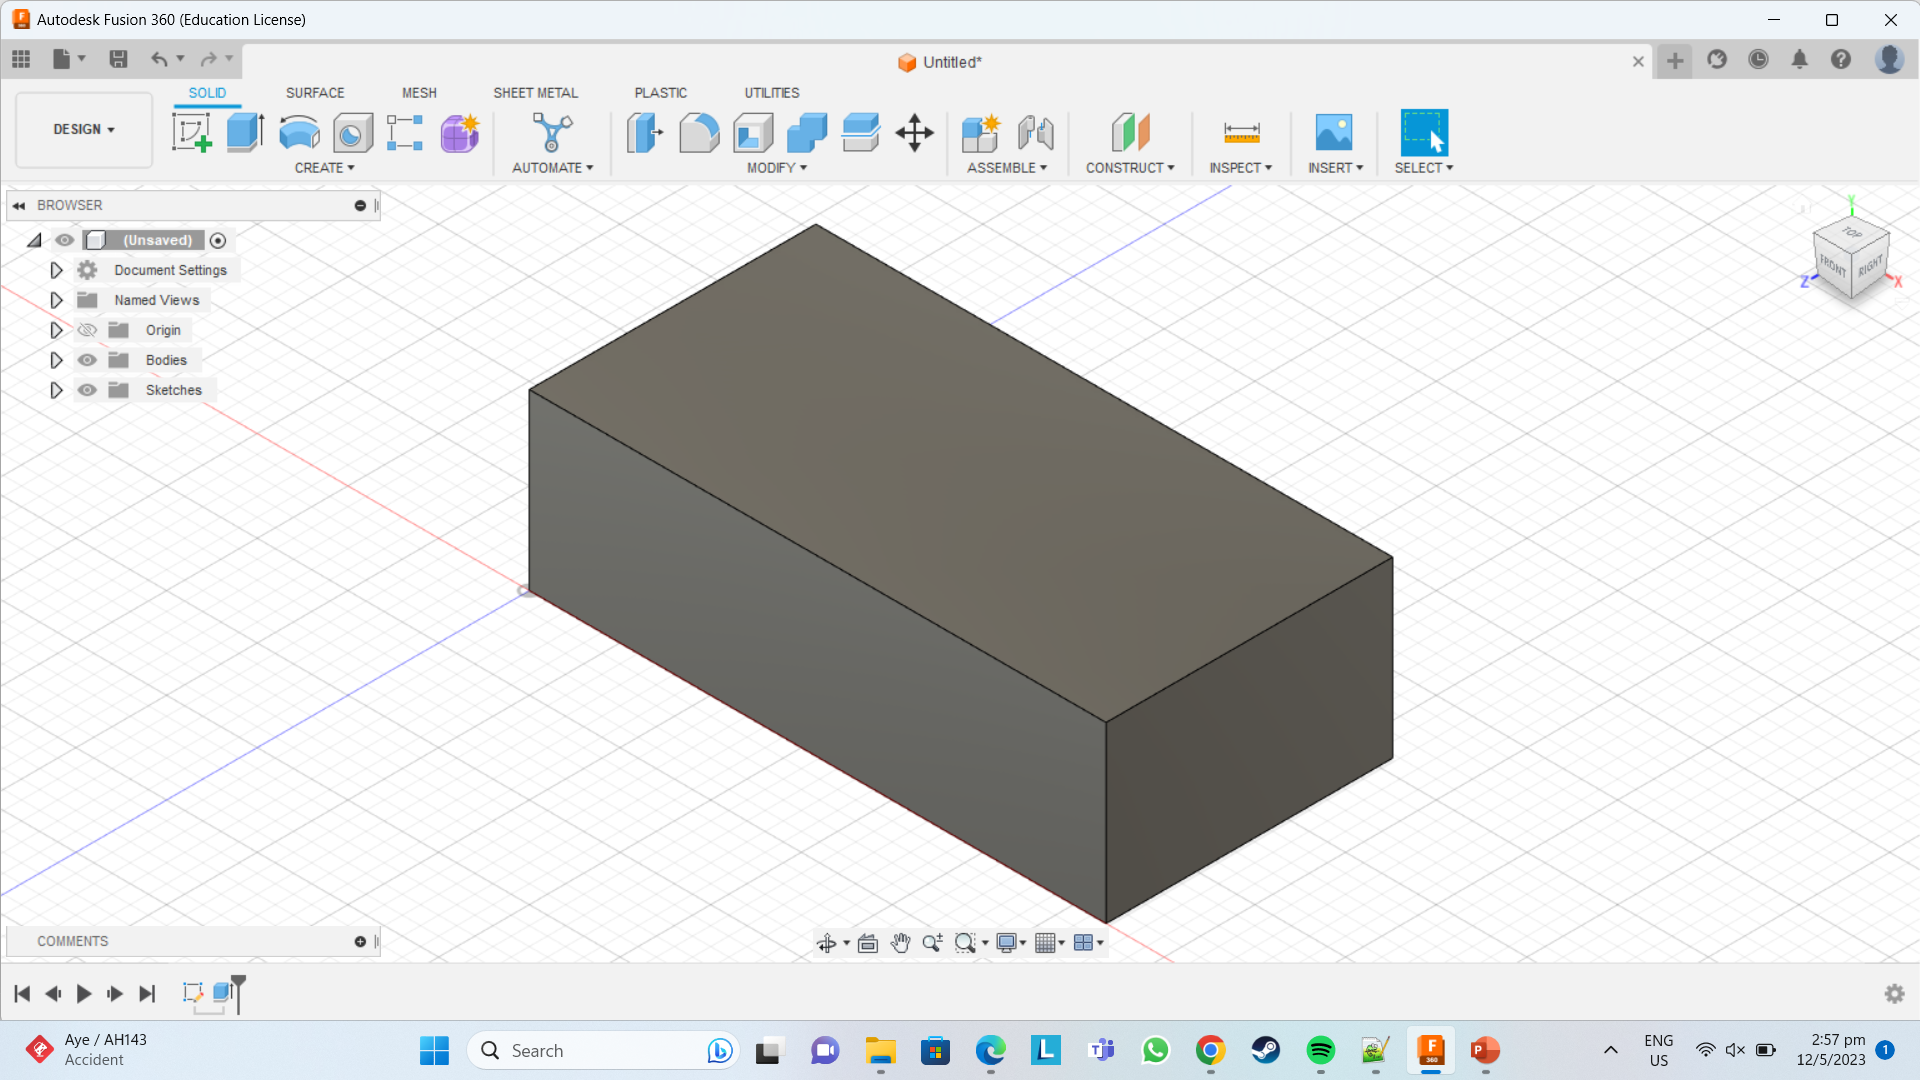 Autodesk Fusion 360 (Education License)
Untitled*
DESIGN
SOLID
SURFACE
MESH
SHEET METAL
PLASTIC
UTILITIES
CREATE
AUTOMATE
MODIFY
ASSEMBLE
CONSTRUCT
INSPECT
INSERT
SELECT
BROWSER
(Unsaved)
Document Settings
Named Views
Origin
Bodies
Sketches
Y
TOP
FRONT
RIGHT
Z
X
COMMENTS
Aye / AH143
Accident
Search
L
T
F
360
P
ENG
US
2:57 pm
12/5/2023
1